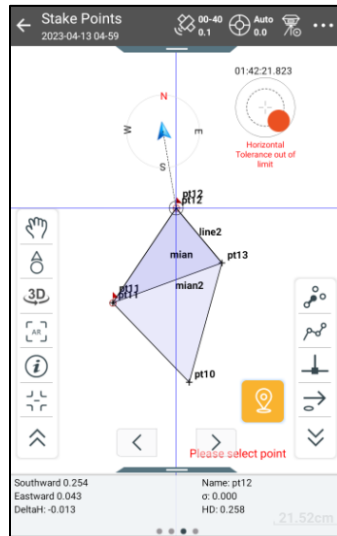 Stake Points
2023-04-13 04-59
00-40
0.1
Auto
0.0
01:42:21.823
N
W
E
S
Horizontal
Tolerance out of
limit
pt12
pt12
line2
mian
pt13
mian2
pt11
pt11
pt10
3D
AR
i
Please select point
Southward 0.254
Eastward 0.043
DeltaH: -0.013
Name: pt12
σ: 0.000
HD: 0.258
21.52cm